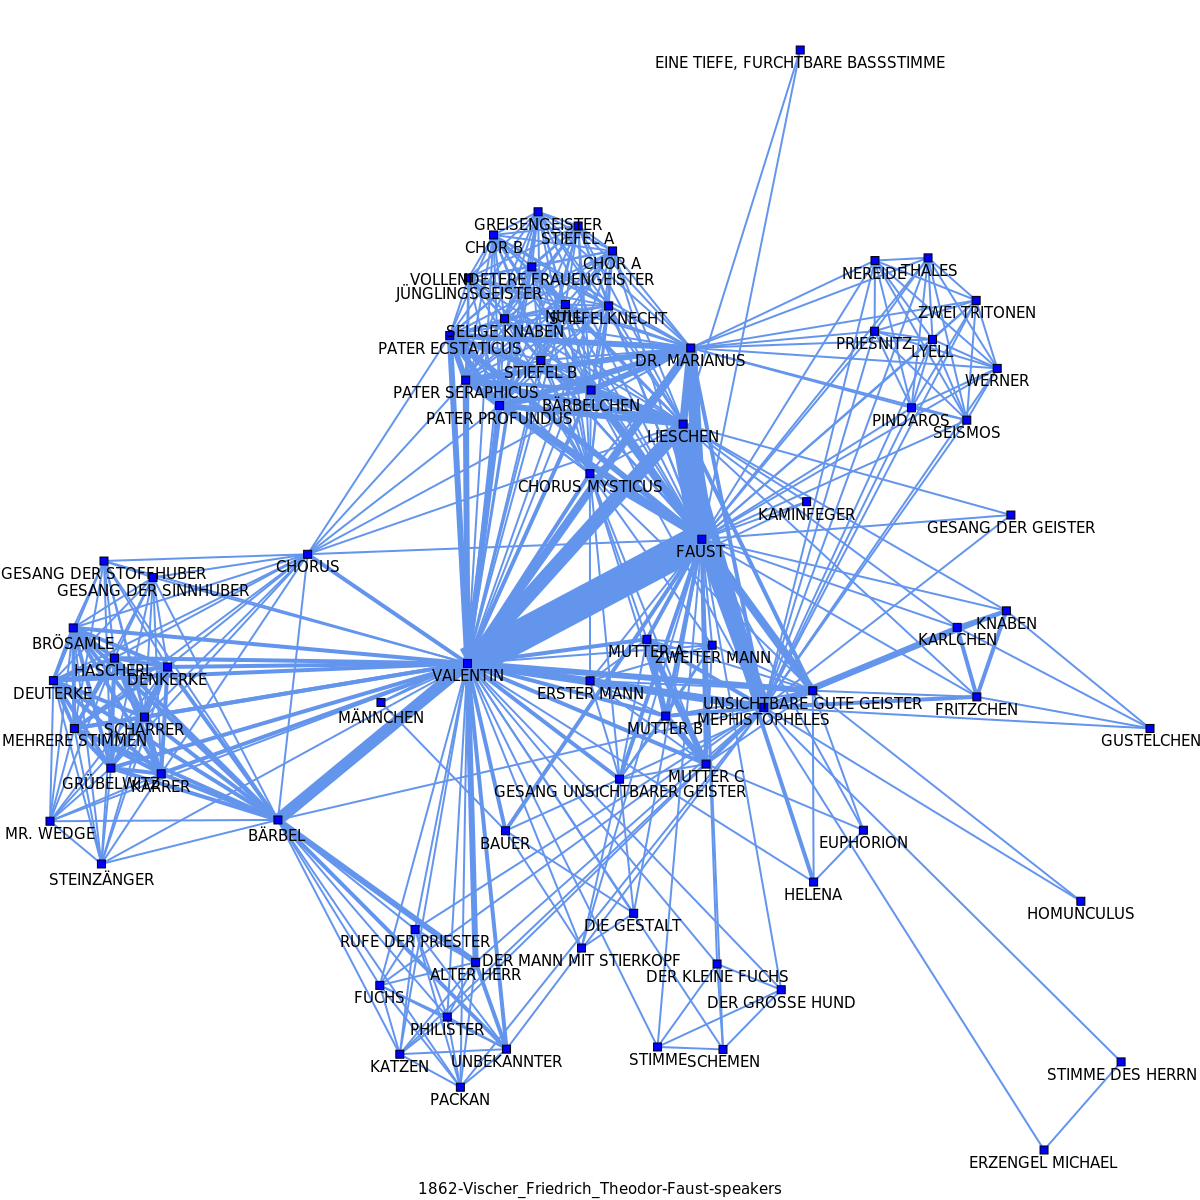 EINE TIEFE, FURCHTBARE BASSSTIMME
GREISENGEISTER
STIEFEL A
CHOR B
CHOR A
NEREIDE
THALES
VOLLENDETERE FRAUENGEISTER
JÜNGLINGSGEISTER
ZWEI TRITONEN
NULL
STIEFELKNECHT
SELIGE KNABEN
PRIESNITZ
LYELL
PATER ECSTATICUS
DR. MARIANUS
STIEFEL B
WERNER
PATER SERAPHICUS
BÄRBELCHEN
PATER PROFUNDUS
PINDAROS
SEISMOS
LIESCHEN
CHORUS MYSTICUS
KAMINFEGER
GESANG DER GEISTER
FAUST
CHORUS
GESANG DER STOFFHUBER
GESANG DER SINNHUBER
KNABEN
BRÖSAMLE
KARLCHEN
MUTTER A
ZWEITER MANN
HASCHERL
DENKERKE
VALENTIN
DEUTERKE
ERSTER MANN
UNSICHTBARE GUTE GEISTER
FRITZCHEN
MÄNNCHEN
MEPHISTOPHELES
SCHARRER
MUTTER B
MEHRERE STIMMEN
GUSTELCHEN
MUTTER C
GRÜBELWITZ
KARRER
GESANG UNSICHTBARER GEISTER
MR. WEDGE
BÄRBEL
BAUER
EUPHORION
STEINZÄNGER
HELENA
HOMUNCULUS
DIE GESTALT
RUFE DER PRIESTER
DER MANN MIT STIERKOPF
ALTER HERR
DER KLEINE FUCHS
FUCHS
DER GROSSE HUND
PHILISTER
UNBEKANNTER
STIMME
SCHEMEN
KATZEN
STIMME DES HERRN
PACKAN
ERZENGEL MICHAEL
1862-Vischer_Friedrich_Theodor-Faust-speakers